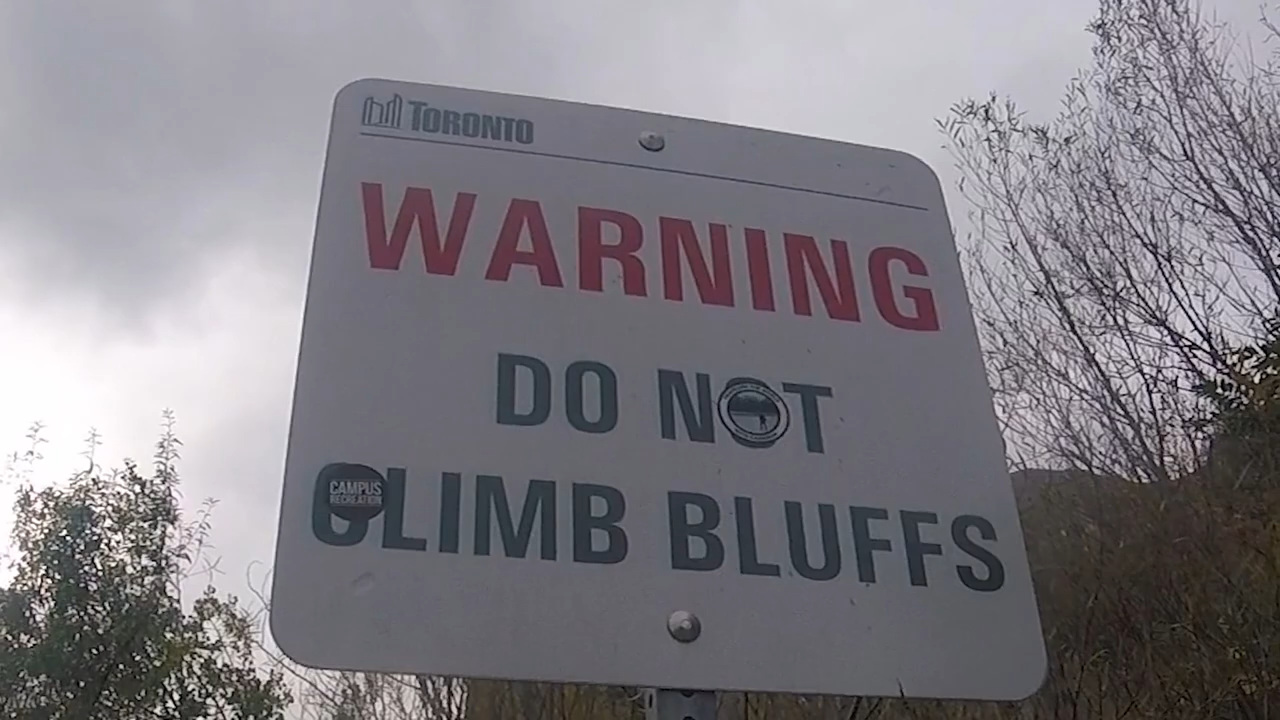 TORONTO
WARNING
DO NOT
CLIMB BLUFFS
CAMPUS
RECREATION